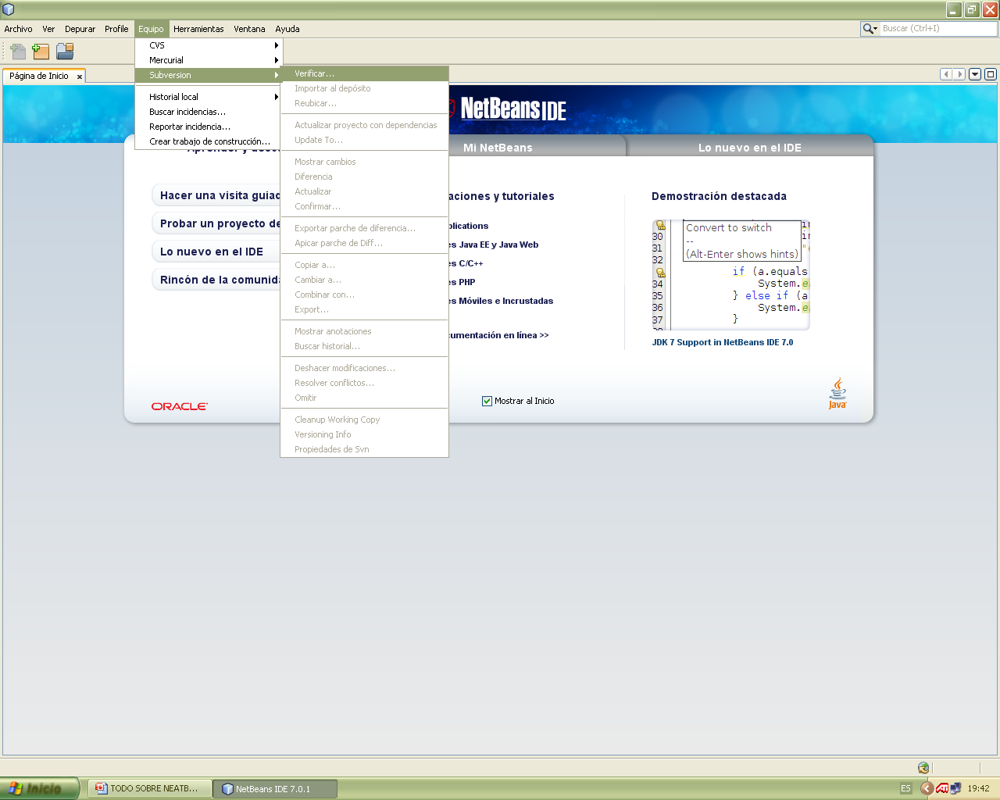 Archivo Ver Depurar Profile Equipo Herramientas Ventana Ayuda
Buscar (Ctrl+I)
CVS
Mercurial
Subversion
Historial local
Buscar incidencias...
Reportar incidencia...
Crear trabajo de construcción...
Verificar...
Importar al depósito
Reubicar...
Actualizar proyecto con dependencias
Update To...
Mostrar cambios
Diferencia
Actualizar
Confirmar...
Exportar parche de diferencia...
Apicar parche de Diff...
Copiar a...
Cambiar a...
Combinar con...
Export...
Mostrar anotaciones
Buscar historial...
Deshacer modificaciones...
Resolver conflictos...
Omitir
Cleanup Working Copy
Versioning Info
Propiedades de Svn
Página de Inicio
NetBeans IDE
Mi NetBeans
Lo nuevo en el IDE
Hacer una visita guiad
Probar un proyecto de
Lo nuevo en el IDE
Rincón de la comunida
aciones y tutoriales
plications
es Java EE y Java Web
es C/C++
es PHP
es Móviles e Incrustadas
cumentación en línea >>
Demostración destacada
Convert to switch
--
(Alt-Enter shows hints)
30
31
32
34
35
36
37
if (a.equals
System.
} else if (a
System.
}
JDK 7 Support in NetBeans IDE 7.0
ORACLE
Mostrar al Inicio
Java
Inicio
TODO SOBRE NEATB...
NetBeans IDE 7.0.1
ES
19:42